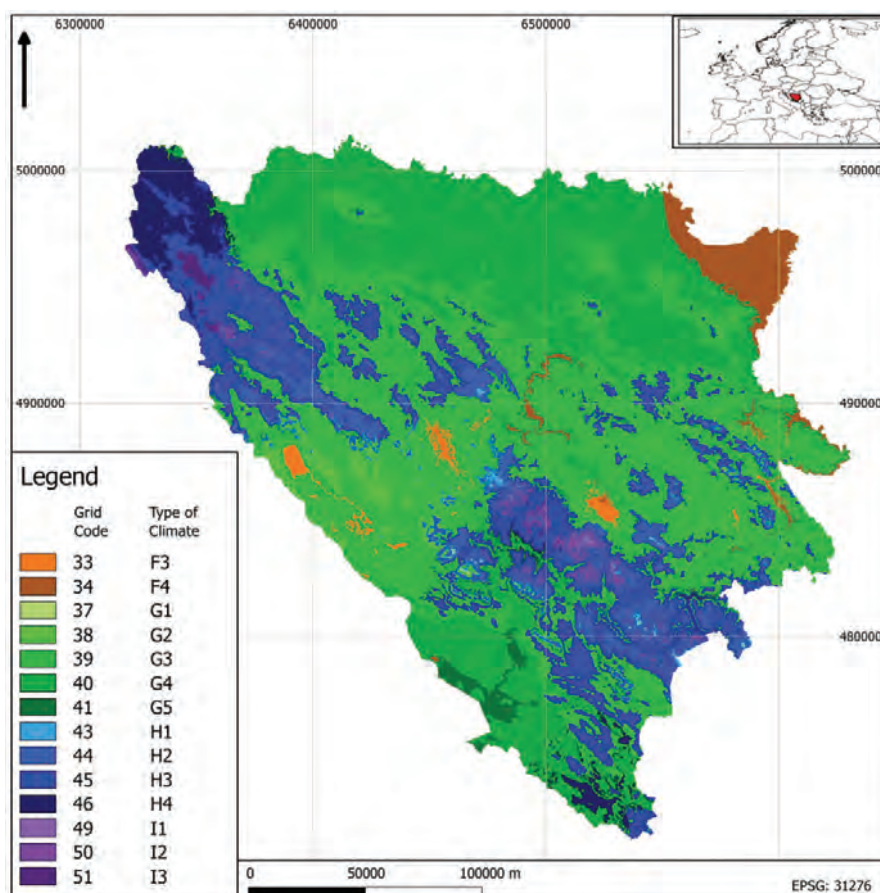 6300000 6400000 6500000
5000000 500000
4900000 490000
480000
Legend
Grid Code Type of Climate
33 F3
34 F4
37 G1
38 G2
39 G3
40 G4
41 G5
43 H1
44 H2
45 H3
46 H4
49 I1
50 I2
51 I3
0 50000 100000 m
EPSG: 31276